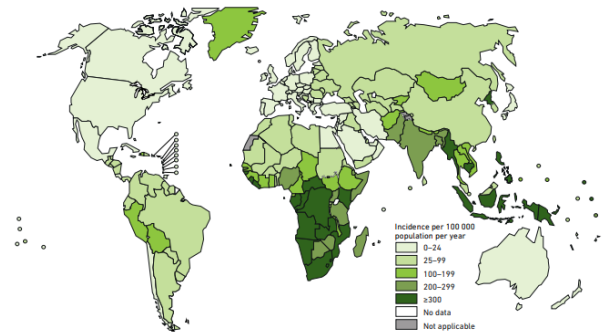 Incidence per 100 000
population per year
0–24
25–99
100–199
200–299
≥300
No data
Not applicable